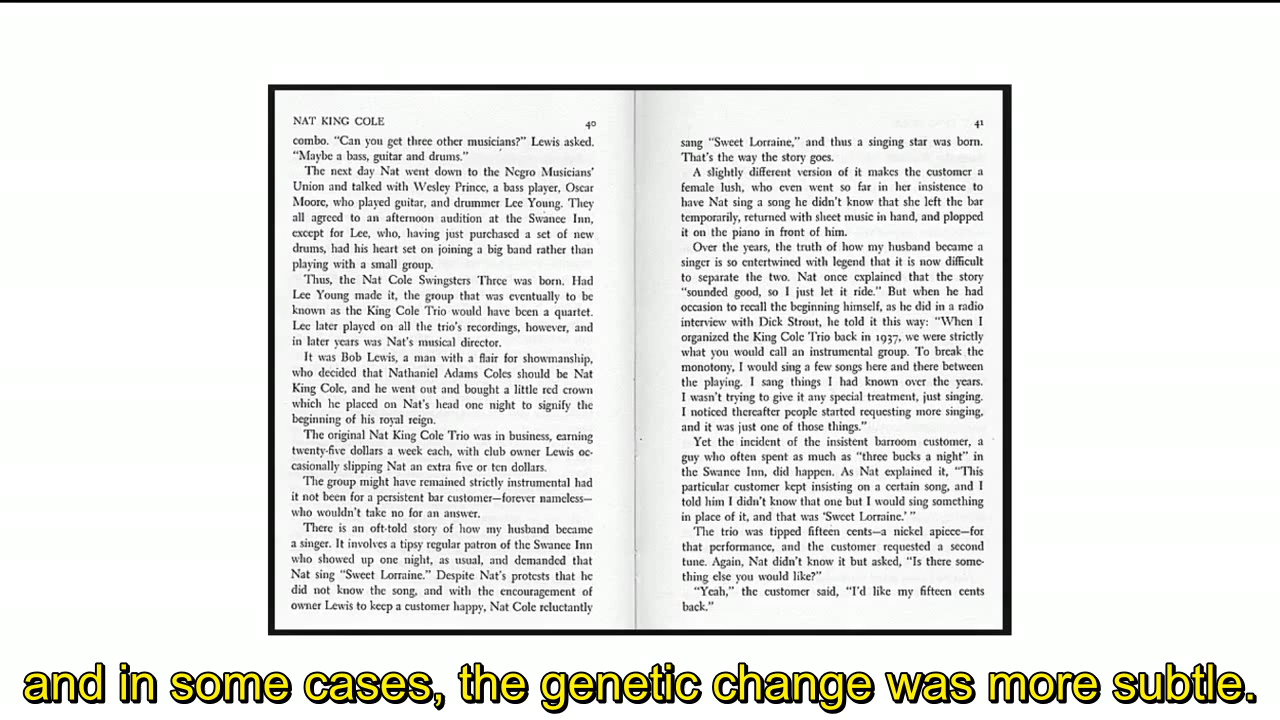 NAT KING COLE 40
combo. “Can you get three other musicians?” Lewis asked.
“Maybe a bass, guitar and drums.”
The next day Nat went down to the Negro Musicians’
Union and talked with Wesley Prince, a bass player, Oscar
Moore, who played guitar, and drummer Lee Young. They
all agreed to an afternoon audition at the Swanee Inn,
except for Lee, who, having just purchased a set of new
drums, had his heart set on joining a big band rather than
playing with a small group.
Thus, the Nat Cole Swingsters Three was born. Had
Lee Young made it, the group that was eventually to be
known as the King Cole Trio would have been a quartet.
Lee later played on all the trio’s recordings, however, and
in later years was Nat’s musical director.
It was Bob Lewis, a man with a flair for showmanship,
who decided that Nathaniel Adams Coles should be Nat
King Cole, and he went out and bought a little red crown
which he placed on Nat’s head one night to signify the
beginning of his royal reign.
The original Nat King Cole Trio was in business, earning
twenty-five dollars a week each, with club owner Lewis oc-
casionally slipping Nat an extra five or ten dollars.
The group might have remained strictly instrumental had
it not been for a persistent bar customer—forever nameless—
who wouldn’t take no for an answer.
There is an oft-told story of how my husband became
a singer. It involves a tipsy regular patron of the Swanee Inn
who showed up one night, as usual, and demanded that
Nat sing “Sweet Lorraine.” Despite Nat’s protests that he
did not know the song, and with the encouragement of
owner Lewis to keep a customer happy, Nat Cole reluctantly
41
sang “Sweet Lorraine,” and thus a singing star was born.
That’s the way the story goes.
A slightly different version of it makes the customer a
female lush, who even went so far in her insistence to
have Nat sing a song he didn’t know that she left the bar
temporarily, returned with sheet music in hand, and plopped
it on the piano in front of him.
Over the years, the truth of how my husband became a
singer is so entertwined with legend that it is now difficult
to separate the two. Nat once explained that the story
“sounded good, so I just let it ride.” But when he had
occasion to recall the beginning himself, as he did in a radio
interview with Dick Strout, he told it this way: “When I
organized the King Cole Trio back in 1937, we were strictly
what you would call an instrumental group. To break the
monotony, I would sing a few songs here and there between
the playing. I sang things I had known over the years.
I wasn’t trying to give it any special treatment, just singing.
I noticed thereafter people started requesting more singing,
and it was just one of those things.”
Yet the incident of the insistent barroom customer, a
guy who often spent as much as “three bucks a night” in
the Swanee Inn, did happen. As Nat explained it, “This
particular customer kept insisting on a certain song, and I
told him I didn’t know that one but I would sing something
in place of it, and that was ‘Sweet Lorraine.’ ”
The trio was tipped fifteen cents—a nickel apiece—for
that performance, and the customer requested a second
tune. Again, Nat didn’t know it but asked, “Is there some-
thing else you would like?”
“Yeah,” the customer said, “I’d like my fifteen cents
back.”
and in some cases, the genetic change was more subtle.